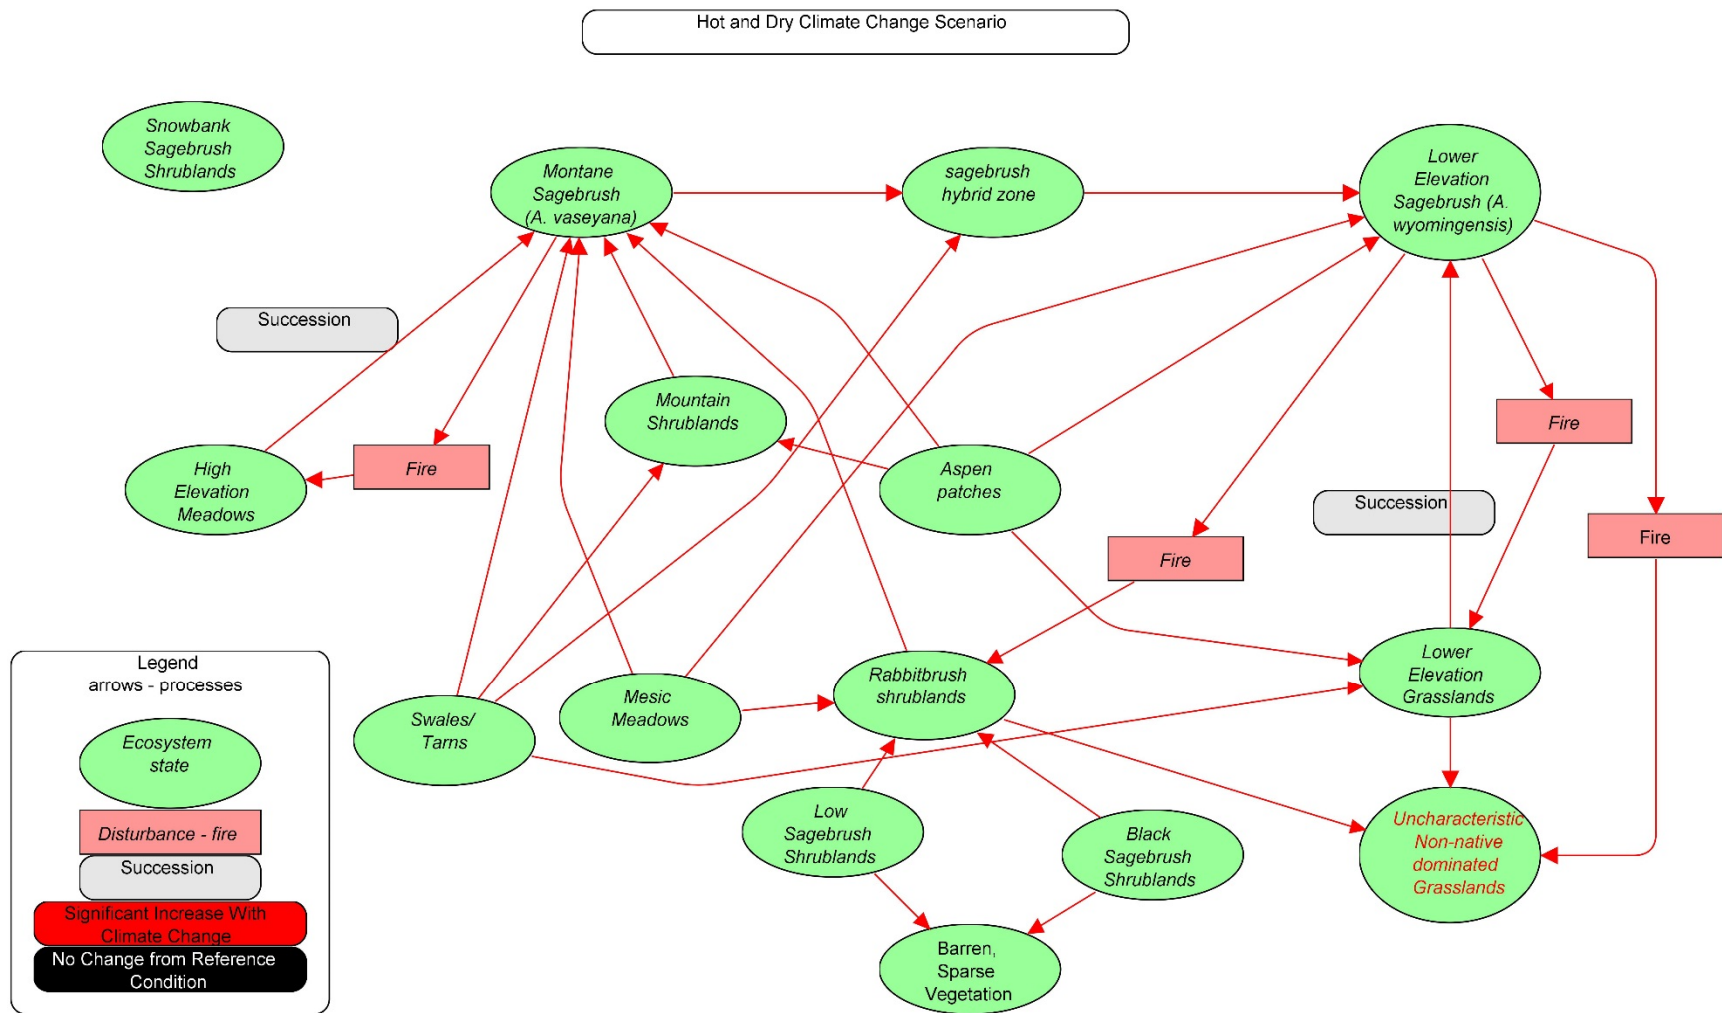 Hot and Dry Climate Change Scenario
Snowbank
Sagebrush
Shrublands
Montane
Sagebrush
(A. vaseyana)
sagebrush
hybrid zone
Lower
Elevation
Sagebrush (A.
wyomingensis)
Succession
Mountain
Shrublands
Fire
High
Elevation
Meadows
Fire
Aspen
patches
Succession
Fire
Fire
Lower
Elevation
Grasslands
Rabbitbrush
shrublands
Mesic
Meadows
Swales/
Tarns
Low
Sagebrush
Shrublands
Black
Sagebrush
Shrublands
Uncharacteristic
Non-native
dominated
Grasslands
Barren,
Sparse
Vegetation
Legend
arrows - processes
Ecosystem
state
Disturbance - fire
Succession
Significant Increase With
Climate Change
No Change from Reference
Condition